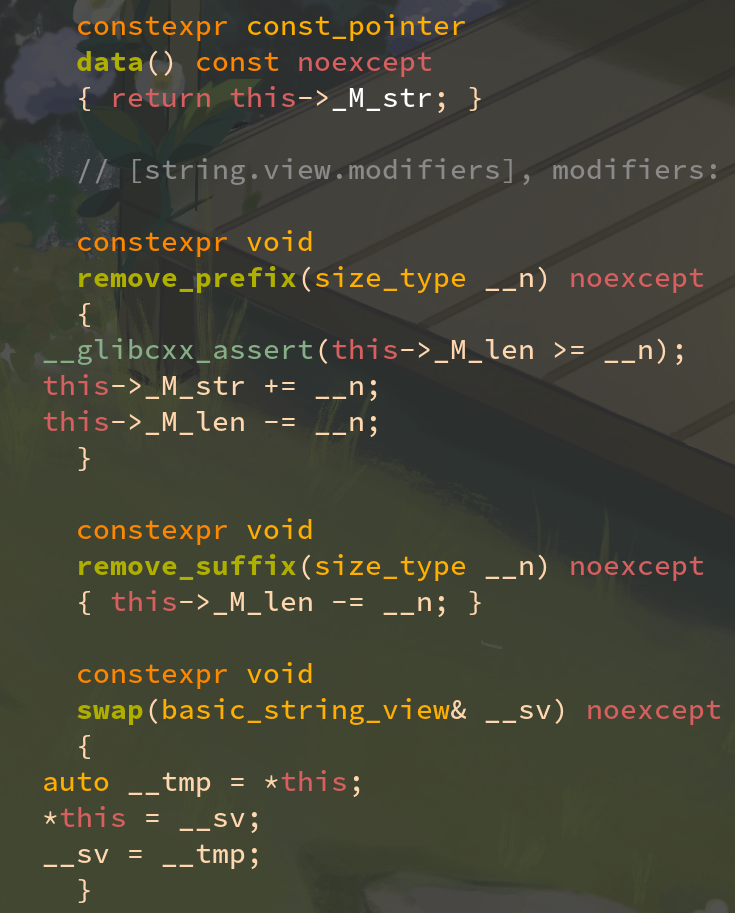 constexpr const_pointer
data() const noexcept
{ return this->_M_str; }
// [string.view.modifiers], modifiers:
constexpr void
remove_prefix(size_type __n) noexcept
{
__glibcxx_assert(this->_M_len >= __n);
this->_M_str += __n;
this->_M_len -= __n;
}
constexpr void
remove_suffix(size_type __n) noexcept
{ this->_M_len -= __n; }
constexpr void
swap(basic_string_view& __sv) noexcept
{
auto __tmp = *this;
*this = __sv;
__sv = __tmp;
}